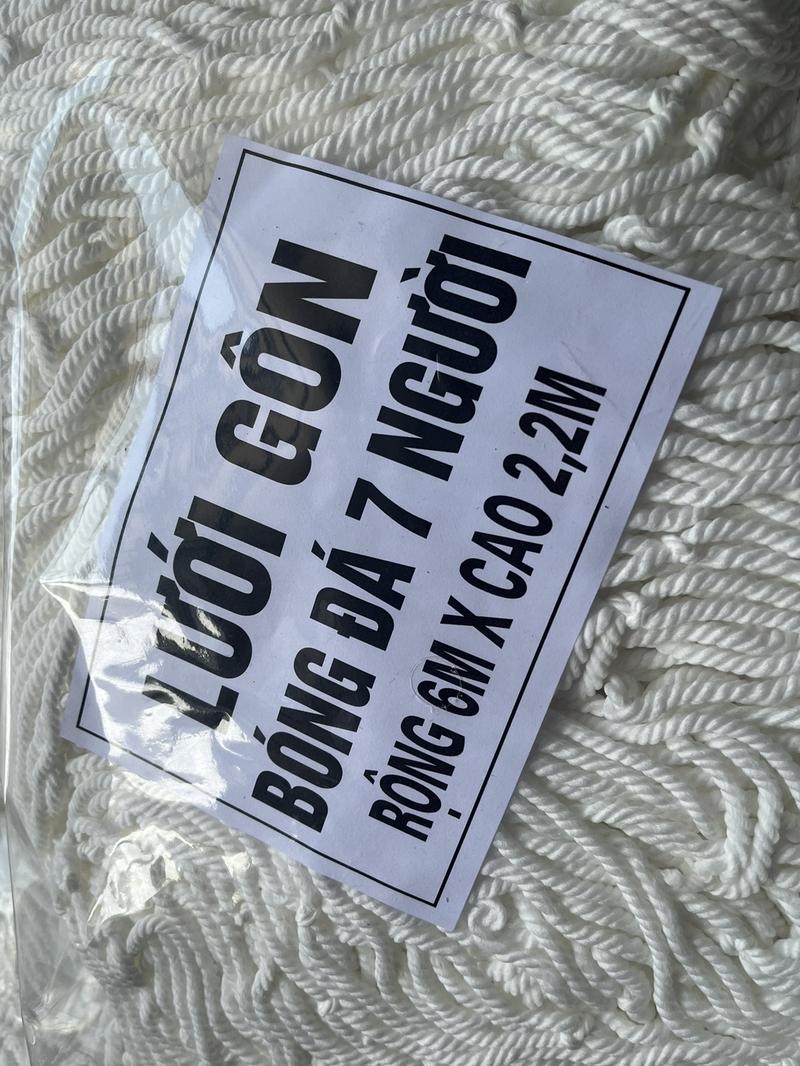 LƯỚI GÔN
BÓNG ĐÁ 7 NGƯỜI
RỘNG 6M X CAO 2,2M